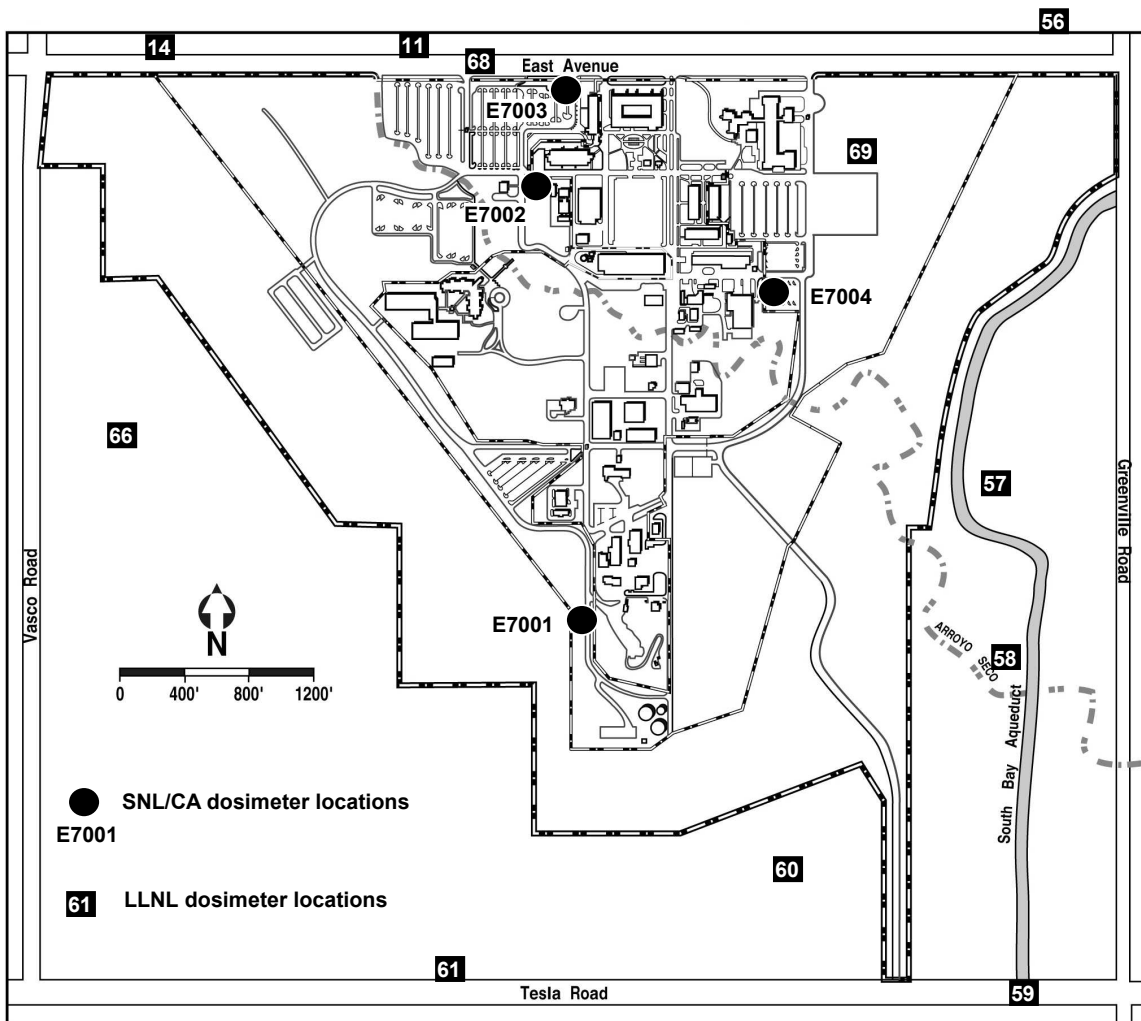 56
14
11
68
East Avenue
E7003
69
E7002
E7004
66
57
Greenville Road
Vasco Road
N
E7001
ARROYO SECO
58
0 400' 800' 1200'
South Bay Aqueduct
SNL/CA dosimeter locations
E7001
60
61 LLNL dosimeter locations
61
Tesla Road
59